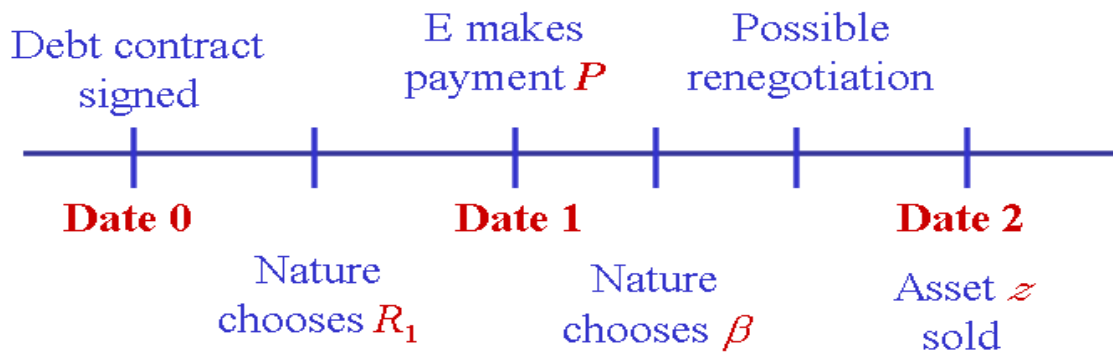 Debt contract
signed
E makes
payment P
Possible
renegotiation
Date 0
Date 1
Date 2
Nature
chooses R₁
Nature
chooses β
Asset z
sold